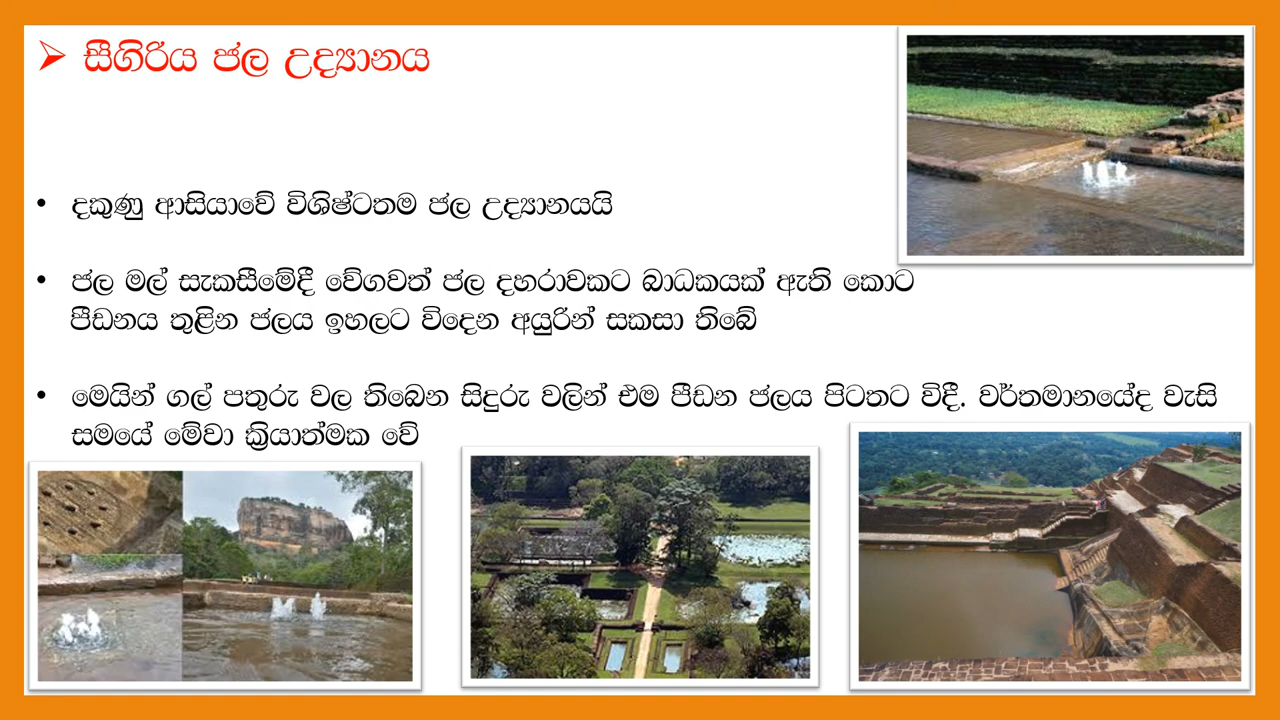 සීගිරිය ජල උද්‍යානය
• දකුණු ආසියාවේ විශිෂ්ටතම ජල උද්‍යානයයි
• ජල මල් සැකසීමේදී වේගවත් ජල දහරාවකට බාධකයක් ඇති කොට
පීඩනය තුළින ජලය ඉහලට විදෙන අයුරින් සකසා තිබේ
• මෙයින් ගල් පතුරු වල තිබෙන සිදුරු වලින් එම පීඩන ජලය පිටතට විදී. වර්තමානයේද වැසි
සමයේ මේවා ක්‍රියාත්මක වේ